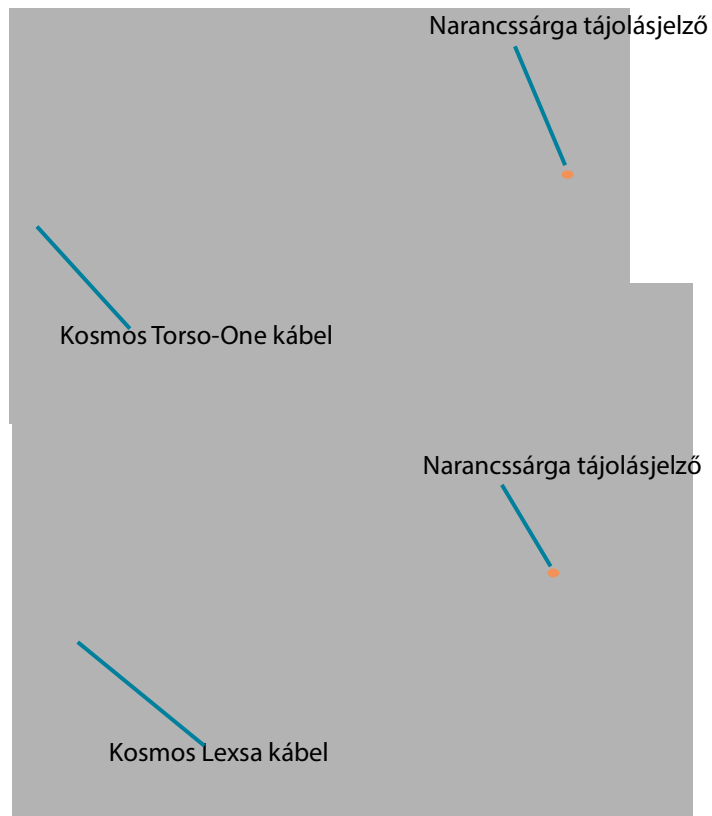 Narancssárga tájolásjelző
Kosmos Torso-One kábel
Narancssárga tájolásjelző
Kosmos Lexsa kábel